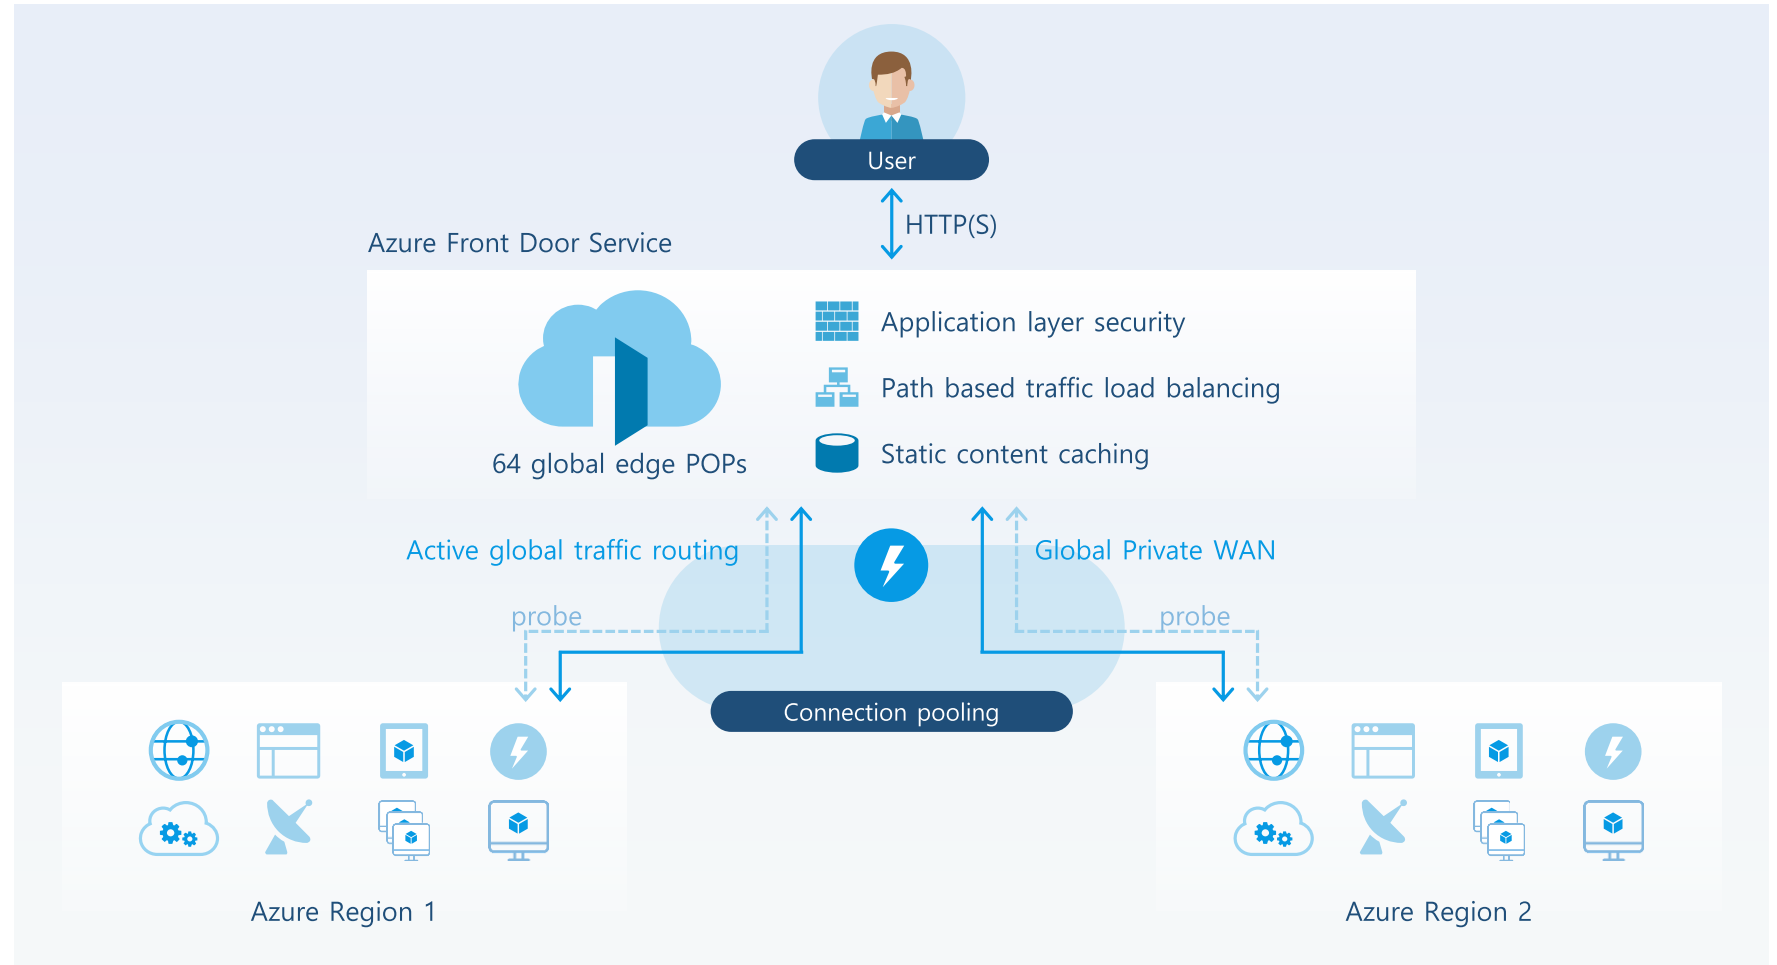 User
HTTP(S)
Azure Front Door Service
Application layer security
Path based traffic load balancing
Static content caching
64 global edge POPs
Active global traffic routing
Global Private WAN
probe
probe
Connection pooling
Azure Region 1
Azure Region 2